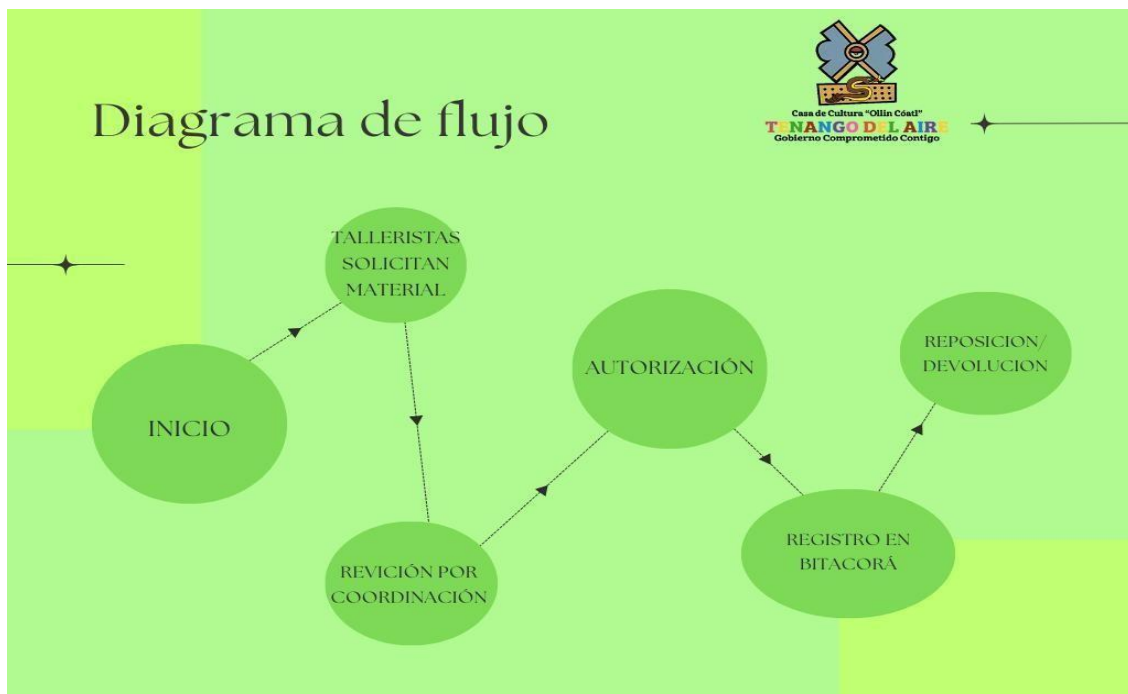 Diagrama de flujo
Casa de Cultura "Ollin Cóatl"
TENANGO DEL AIRE
Gobierno Comprometido Contigo
TALLERISTAS
SOLICITAN
MATERIAL
INICIO
REVICIÓN POR
COORDINACIÓN
AUTORIZACIÓN
REGISTRO EN
BITACORÁ
REPOSICION/
DEVOLUCION